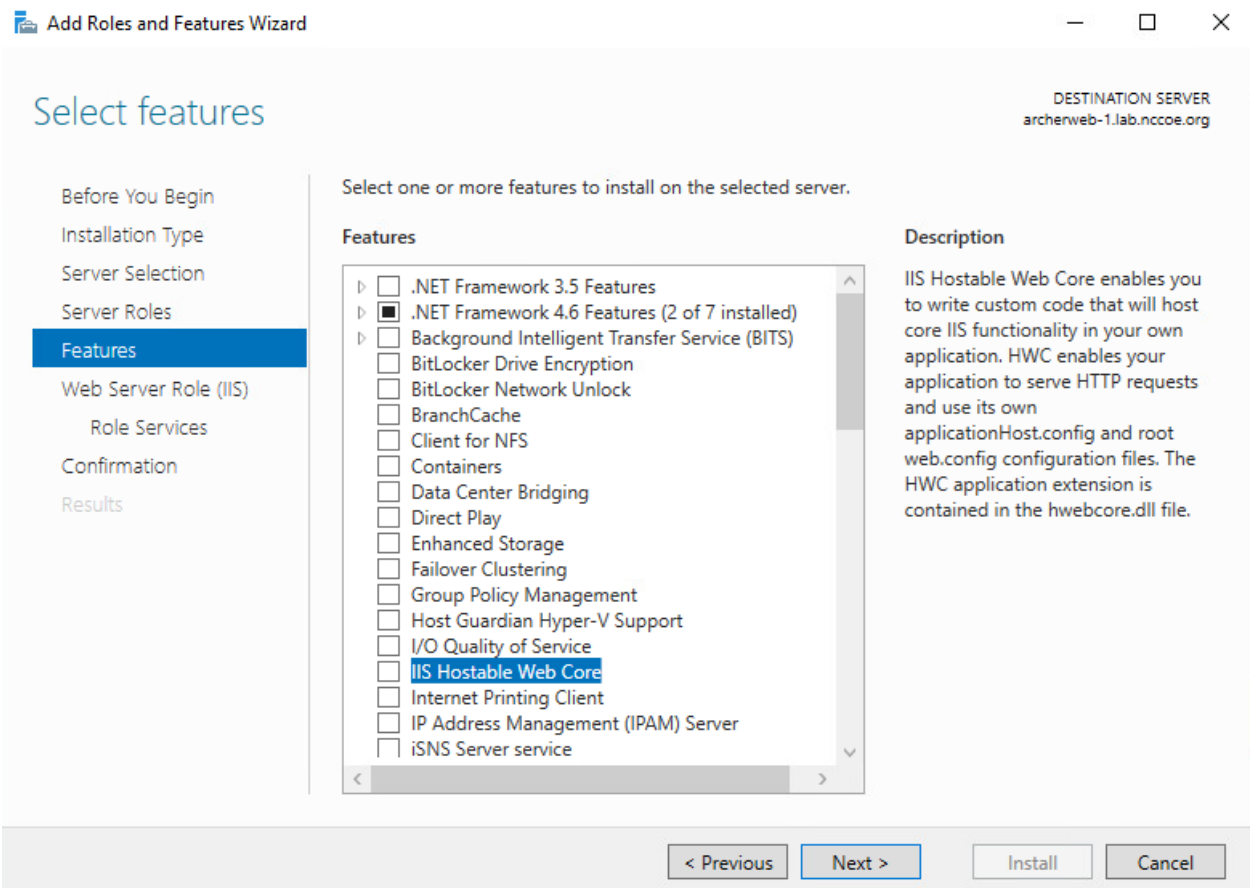 Add Roles and Features Wizard
Select features
DESTINATION SERVER
archerweb-1.lab.nccoe.org
Before You Begin
Installation Type
Server Selection
Server Roles
Features
Web Server Role (IIS)
Role Services
Confirmation
Results
Select one or more features to install on the selected server.
Features
.NET Framework 3.5 Features
.NET Framework 4.6 Features (2 of 7 installed)
Background Intelligent Transfer Service (BITS)
BitLocker Drive Encryption
BitLocker Network Unlock
BranchCache
Client for NFS
Containers
Data Center Bridging
Direct Play
Enhanced Storage
Failover Clustering
Group Policy Management
Host Guardian Hyper-V Support
I/O Quality of Service
IIS Hostable Web Core
Internet Printing Client
IP Address Management (IPAM) Server
iSNS Server service
Description
IIS Hostable Web Core enables you
to write custom code that will host
core IIS functionality in your own
application. HWC enables your
application to serve HTTP requests
and use its own
applicationHost.config and root
web.config configuration files. The
HWC application extension is
contained in the hwebcore.dll file.
< Previous
Next >
Install
Cancel